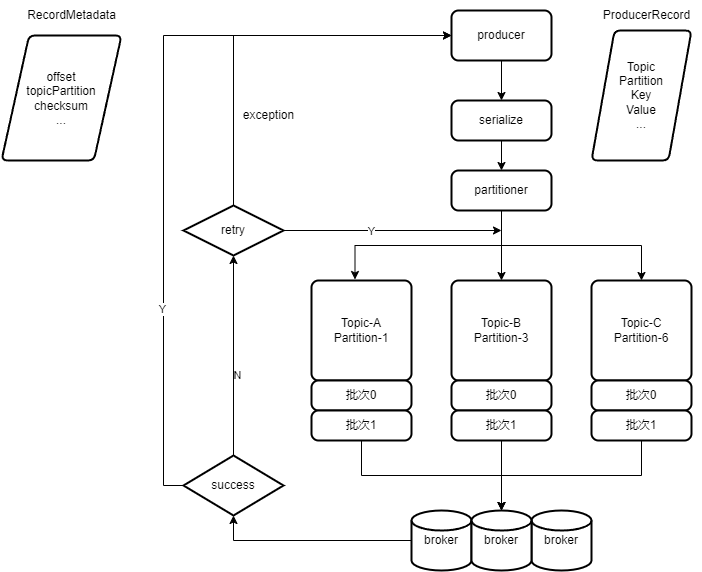 RecordMetadata
ProducerRecord
offset
topicPartition
checksum
...
producer
Topic
Partition
Key
Value
...
exception
serialize
partitioner
retry
Y
Y
N
Topic-A
Partition-1
批次0
批次1
Topic-B
Partition-3
批次0
批次1
Topic-C
Partition-6
批次0
批次1
success
broker
broker
broker